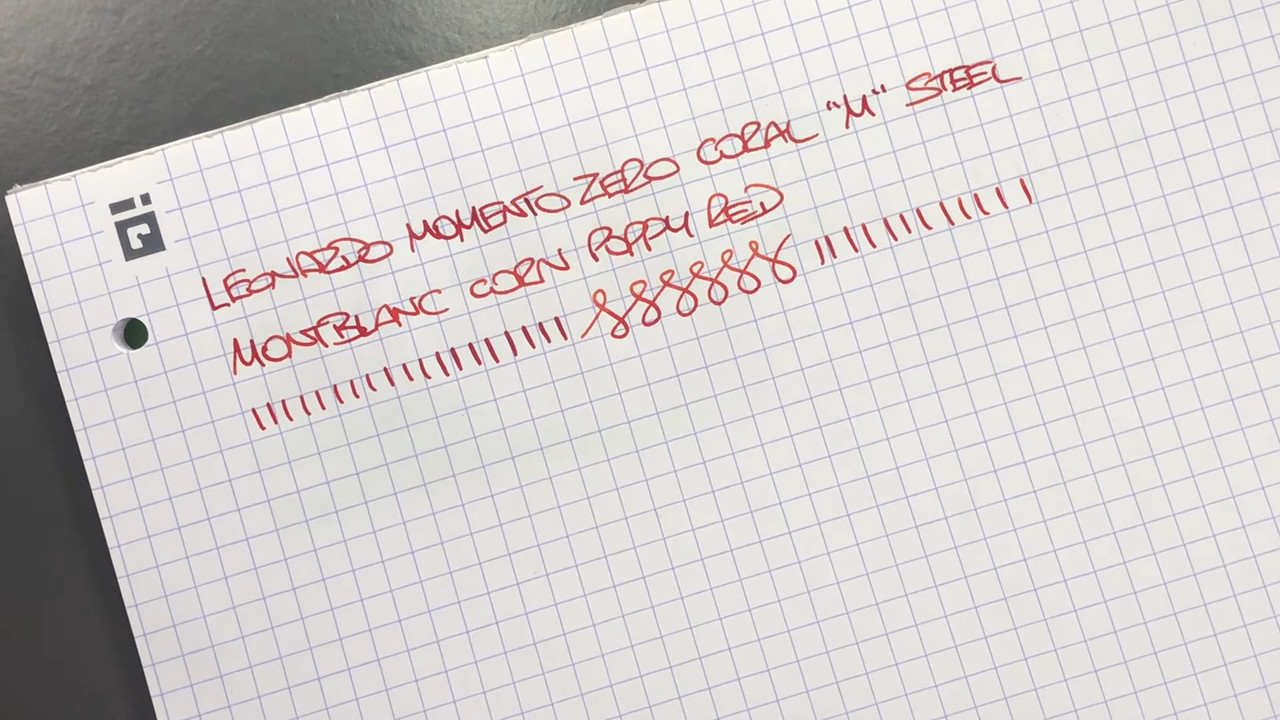 LEONARDO MOMENTO ZERO CORAL "M" STEEL
MONTBLANC CORN POPPY RED